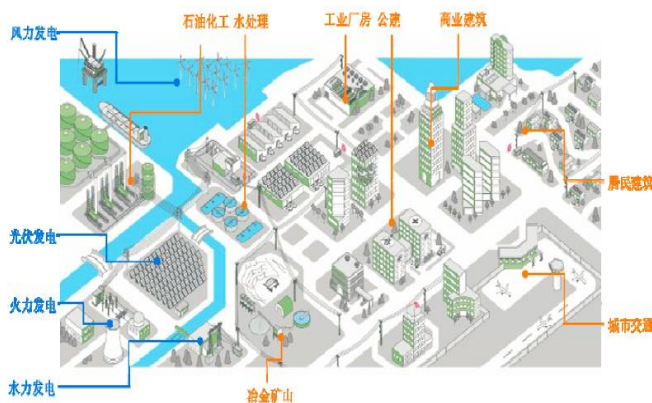 石油化工 水处理
工业厂房 公建
商业建筑
风力发电
居民建筑
光伏发电
火力发电
城市交通
水力发电
冶金矿山